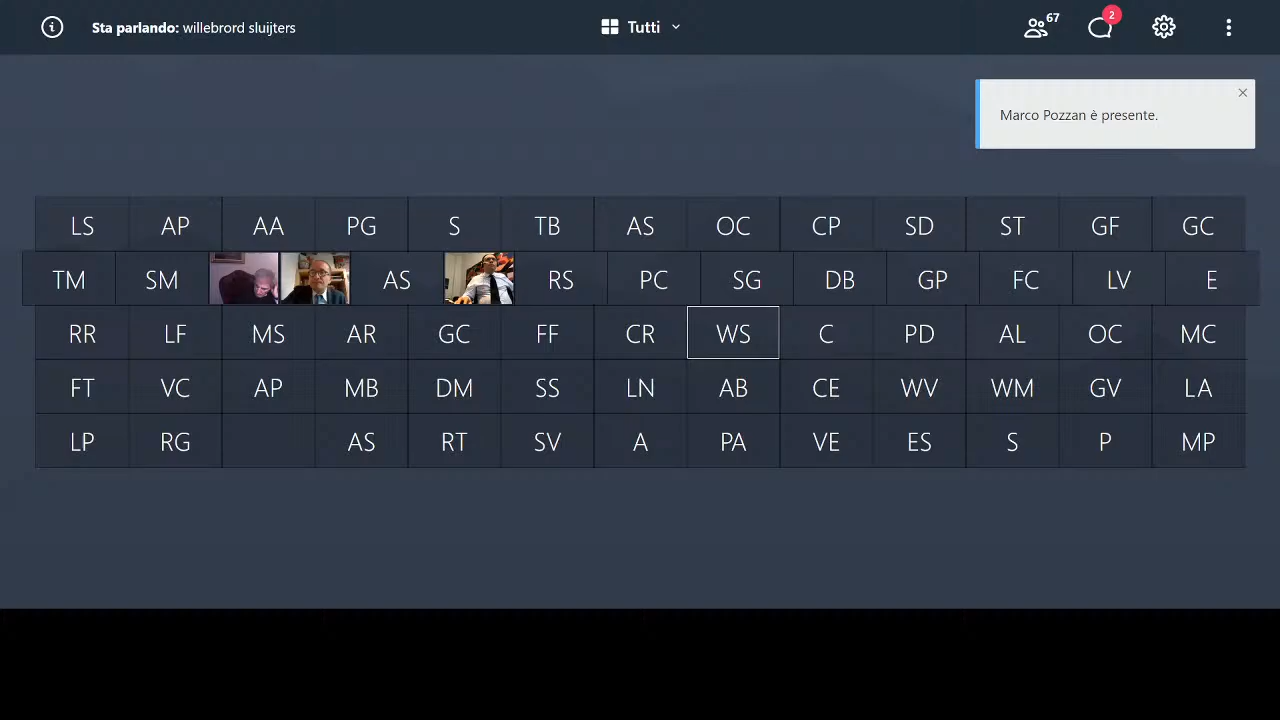 Sta parlando: willebrord sluijters Tutti 67 2
Marco Pozzan è presente.
LS AP AA PG S TB AS OC CP SD ST GF GC
TM SM AS RS PC SG DB GP FC LV E
RR LF MS AR GC FF CR WS C PD AL OC MC
FT VC AP MB DM SS LN AB CE WV WM GV LA
LP RG AS RT SV A PA VE ES S P MP